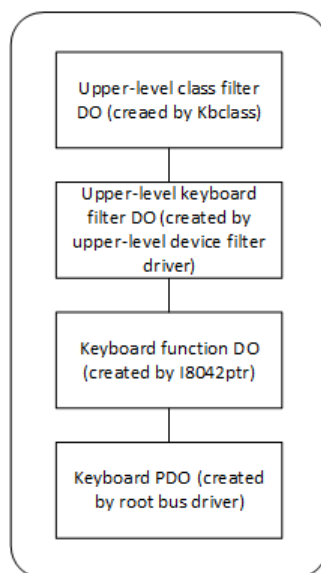 Upper-level class filter
DO (creaed by Kbclass)
Upper-level keyboard
filter DO (created by
upper-level device filter
driver)
Keyboard function DO
(created by I8042ptr)
Keyboard PDO (created
by root bus driver)